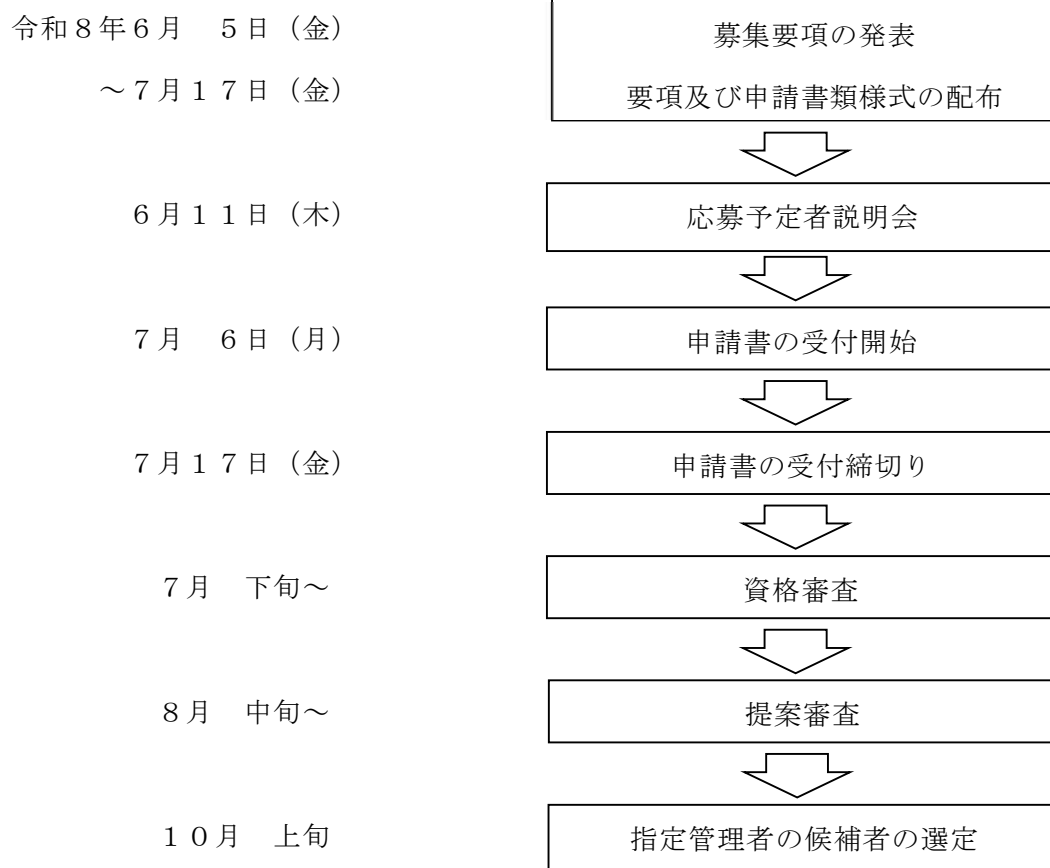 令和８年６月　５日（金）　募集要項の発表
～７月１７日（金）　要項及び申請書類様式の配布
６月１１日（木）　応募予定者説明会
７月　６日（月）　申請書の受付開始
７月１７日（金）　申請書の受付締切り
７月　下旬～　資格審査
８月　中旬～　提案審査
１０月　上旬　指定管理者の候補者の選定